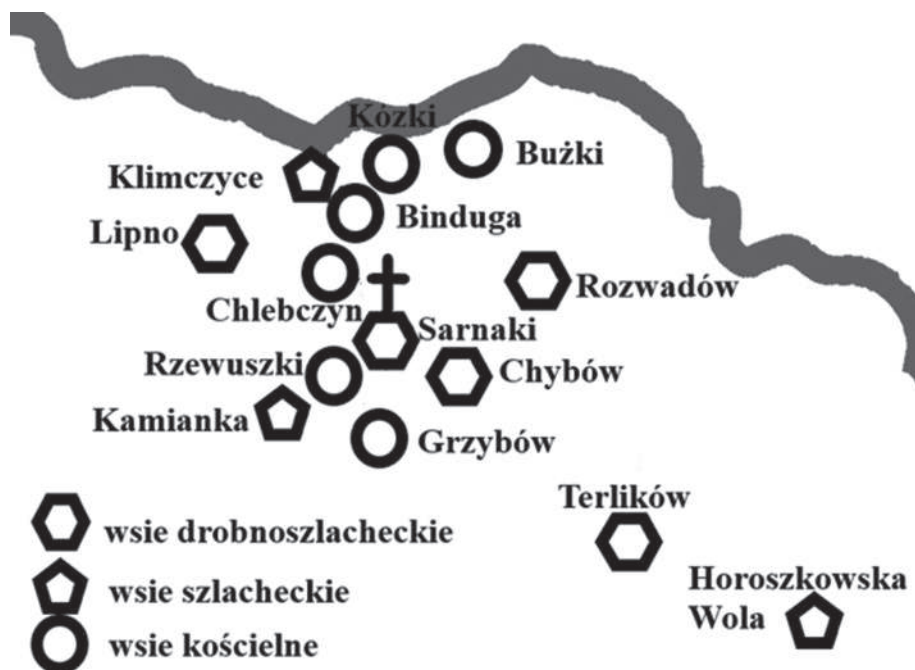 Kózki
Bużki
Klimczyce
Binduga
Lipno
Rozwadów
Chlebczyn
Sarnaki
Rzewuszki
Chybów
Kamianka
Grzybów
Terlików
wsie drobnoszlacheckie
Horoszkowska
Wola
wsie szlacheckie
wsie kościelne